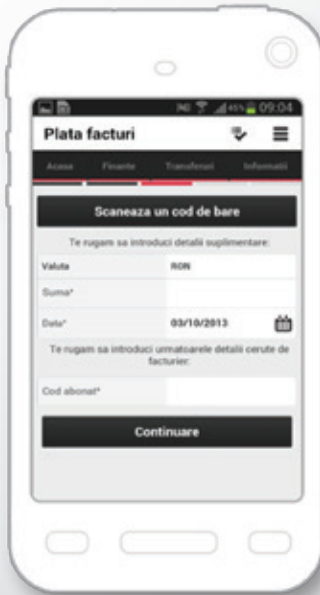 45% 09:04
Plata facturi
Acasa Finante Transferuri Informatii
Scaneaza un cod de bare
Te rugam sa introduci detalii suplimentare:
Valuta RON
Suma*
Data* 03/10/2013
Te rugam sa introduci urmatoarele detalii cerute de
facturier:
Cod abonat*
Continuare